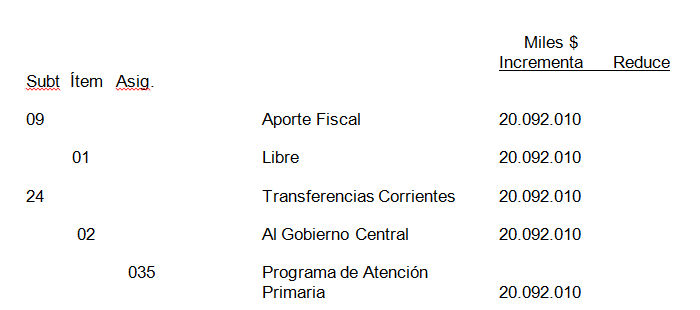 Miles $
Incrementa Reduce
Subt Ítem Asig.
09 Aporte Fiscal 20.092.010
01 Libre 20.092.010
24 Transferencias Corrientes 20.092.010
02 Al Gobierno Central 20.092.010
035 Programa de Atención
Primaria 20.092.010